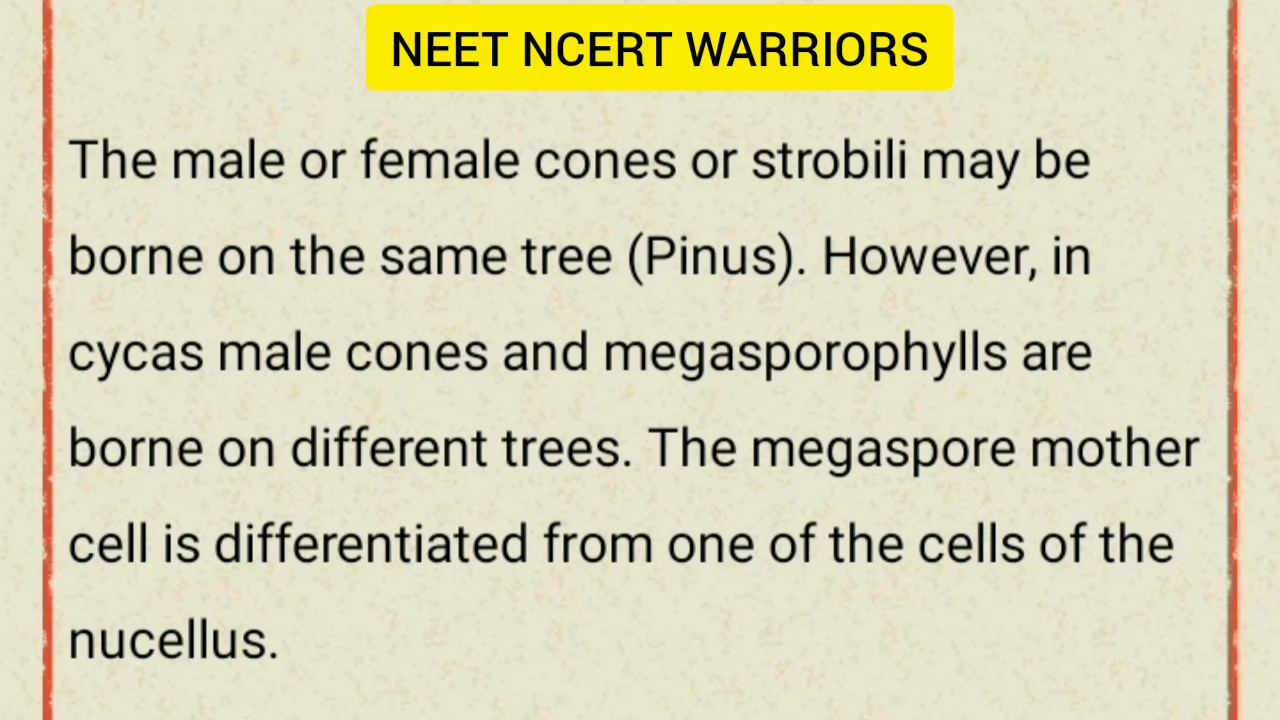 NEET NCERT WARRIORS
The male or female cones or strobili may be
borne on the same tree (Pinus). However, in
cycas male cones and megasporophylls are
borne on different trees. The megaspore mother
cell is differentiated from one of the cells of the
nucellus.